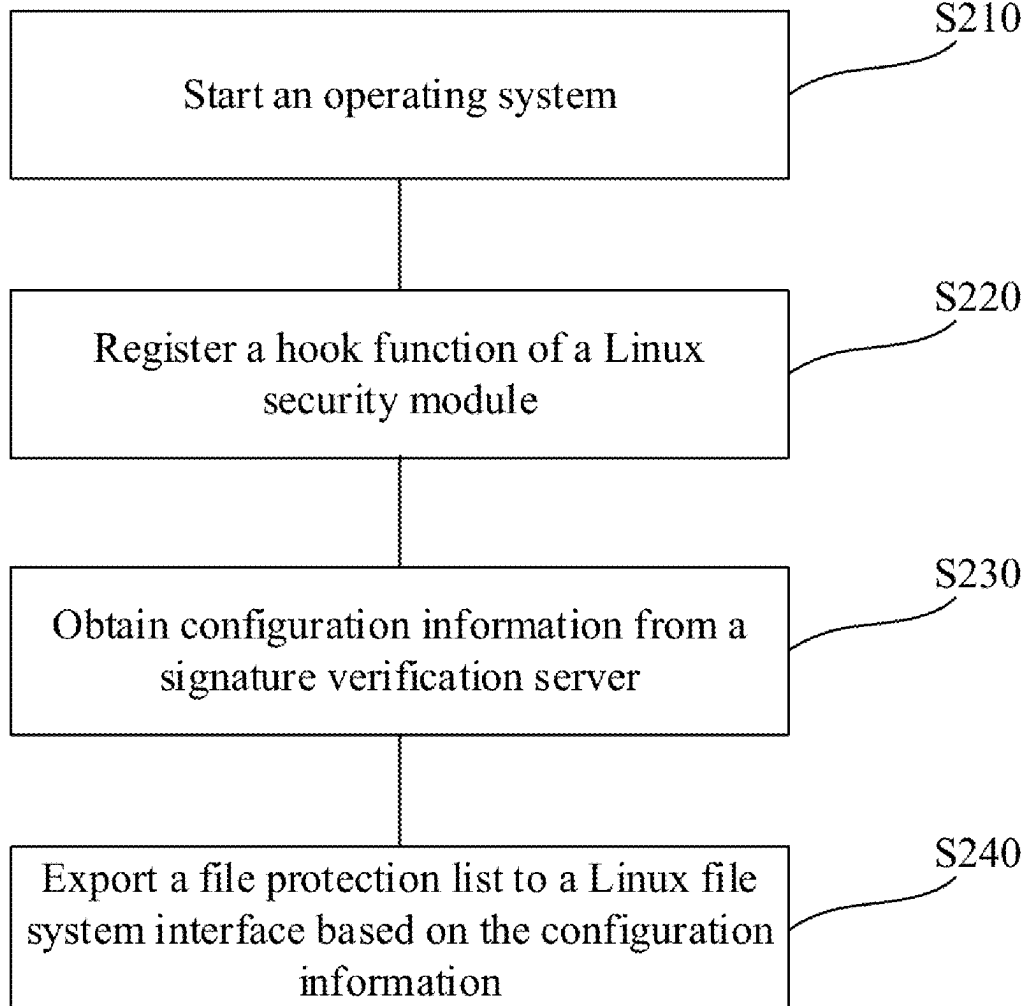 S210
Start an operating system
S220
Register a hook function of a Linux
security module
S230
Obtain configuration information from a
signature verification server
S240
Export a file protection list to a Linux file
system interface based on the configuration
information